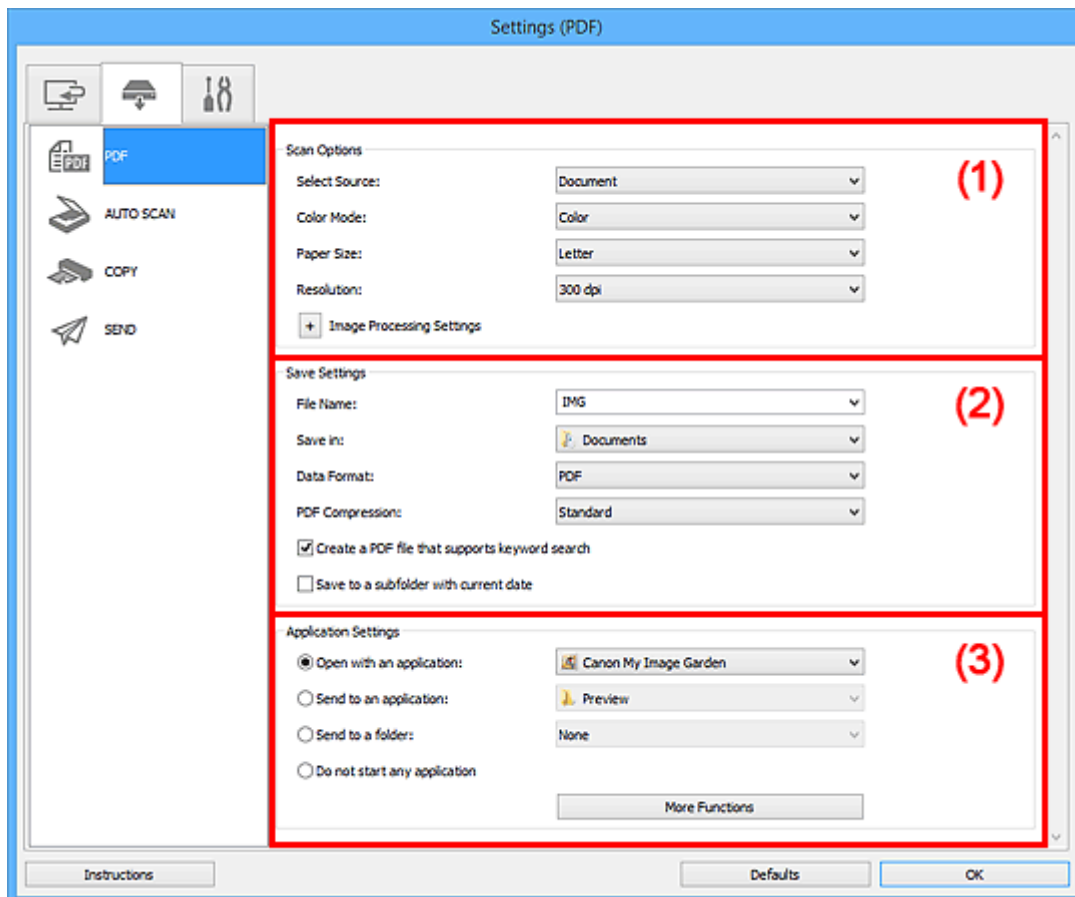 Settings (PDF)
PDF
PDF
AUTO SCAN
COPY
SEND
Scan Options
(1)
Select Source: Document
Color Mode: Color
Paper Size: Letter
Resolution: 300 dpi
+ Image Processing Settings
Save Settings
(2)
File Name: IMG
Save in: Documents
Data Format: PDF
PDF Compression: Standard
Create a PDF file that supports keyword search
Save to a subfolder with current date
Application Settings
(3)
Open with an application: Canon My Image Garden
Send to an application: Preview
Send to a folder: None
Do not start any application
More Functions
Instructions Defaults OK